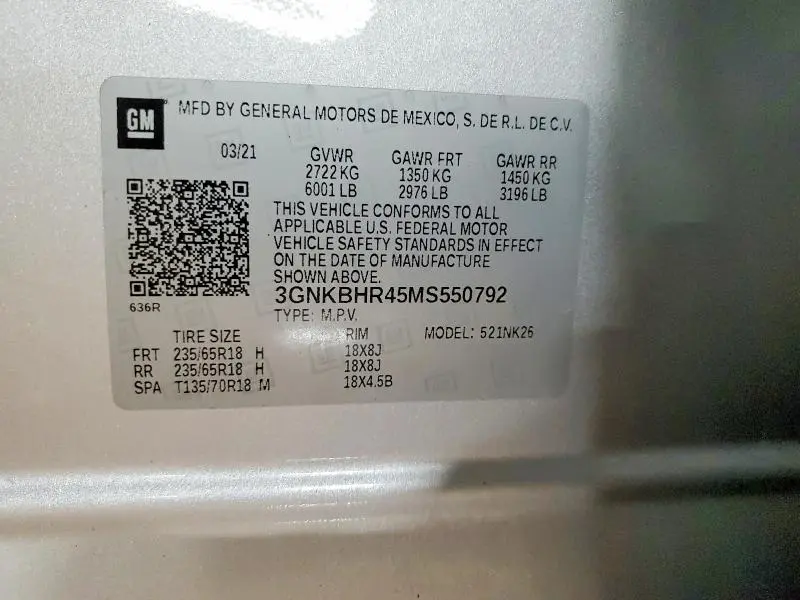 GM MFD BY GENERAL MOTORS DE MEXICO, S. DE R.L. DE C.V.
03/21 GVWR GAWR FRT GAWR RR
2722 KG 1350 KG 1450 KG
6001 LB 2976 LB 3196 LB
THIS VEHICLE CONFORMS TO ALL
APPLICABLE U.S. FEDERAL MOTOR
VEHICLE SAFETY STANDARDS IN EFFECT
ON THE DATE OF MANUFACTURE
SHOWN ABOVE.
3GNKBHR45MS550792
636R
TYPE: M.P.V.
TIRE SIZE RIM MODEL: 521NK26
FRT 235/65R18 H 18X8J
RR 235/65R18 H 18X8J
SPA T135/70R18 M 18X4.5B